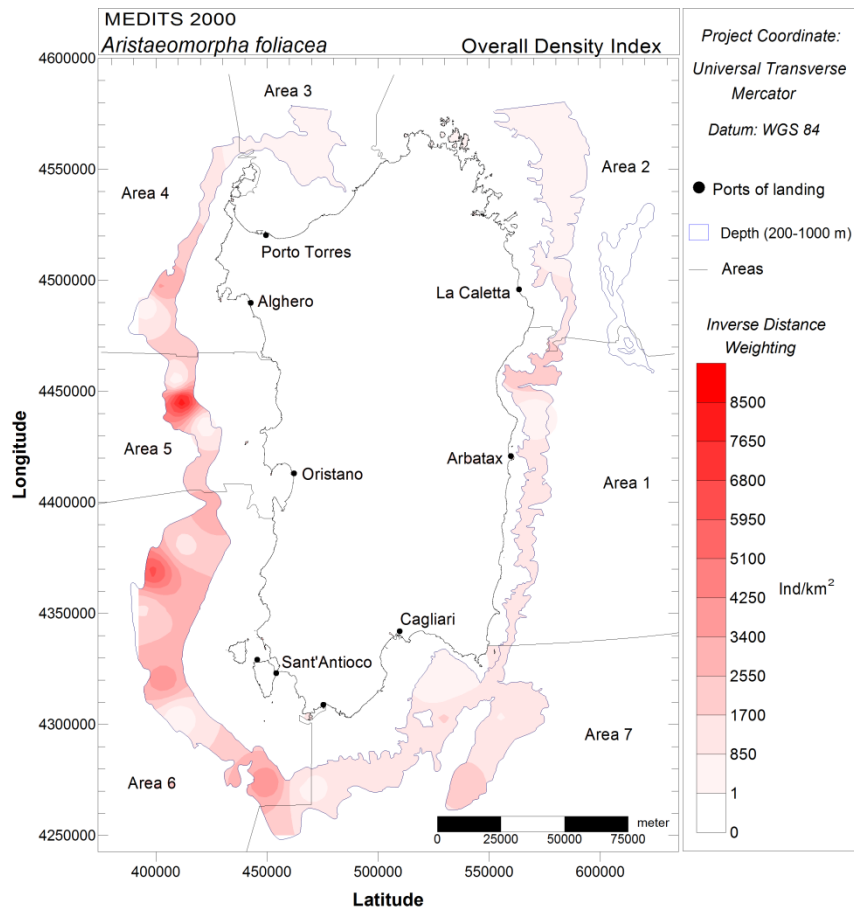 MEDITS 2000
Aristaeomorpha foliacea Overall Density Index
4600000
4550000
4500000
4450000
4400000
4350000
4300000
4250000
Longitude
400000 450000 500000 550000 600000
Latitude
Area 3
Area 4
Area 2
Porto Torres
Alghero
La Caletta
Area 5
Oristano
Arbatax
Area 1
Cagliari
Sant'Antioco
Area 7
Area 6
meter
0 25000 50000 75000
Project Coordinate:
Universal Transverse
Mercator
Datum: WGS 84
Ports of landing
Depth (200-1000 m)
Areas
Inverse Distance
Weighting
8500
7650
6800
5950
5100
4250
3400
2550
1700
850
1
0
Ind/km²